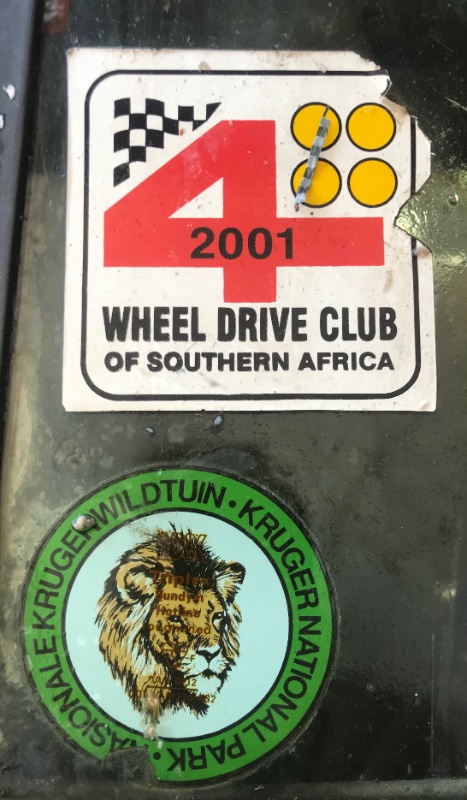 4
2001
WHEEL DRIVE CLUB
OF SOUTHERN AFRICA
NASIONALE KRUGERWILDTUIN • KRUGER NATIONAL PARK •